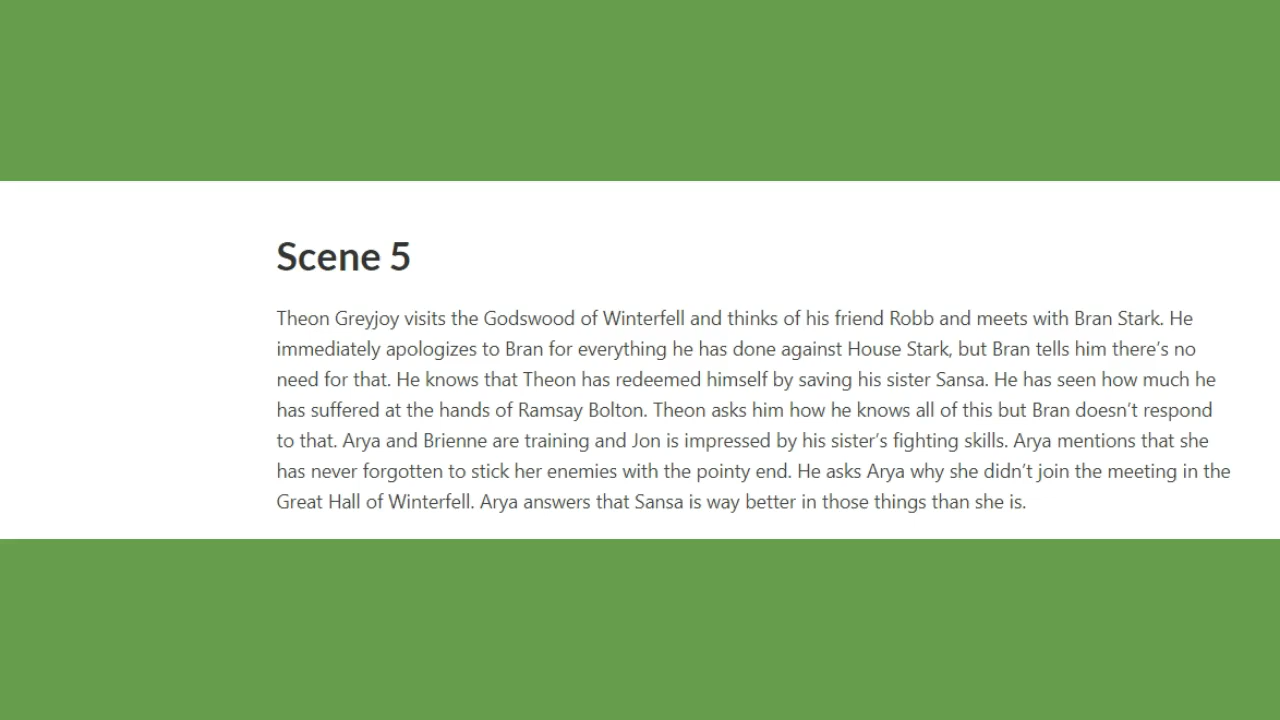 Scene 5
Theon Greyjoy visits the Godswood of Winterfell and thinks of his friend Robb and meets with Bran Stark. He
immediately apologizes to Bran for everything he has done against House Stark, but Bran tells him there’s no
need for that. He knows that Theon has redeemed himself by saving his sister Sansa. He has seen how much he
has suffered at the hands of Ramsay Bolton. Theon asks him how he knows all of this but Bran doesn’t respond
to that. Arya and Brienne are training and Jon is impressed by his sister’s fighting skills. Arya mentions that she
has never forgotten to stick her enemies with the pointy end. He asks Arya why she didn’t join the meeting in the
Great Hall of Winterfell. Arya answers that Sansa is way better in those things than she is.